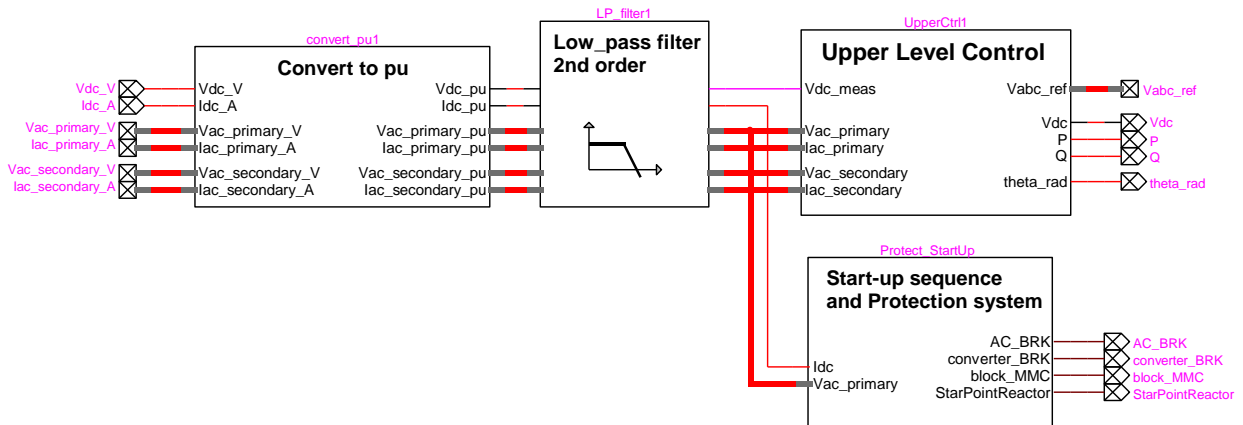 convert_pu1
Convert to pu
Vdc_V
Idc_A
Vac_primary_V
Iac_primary_A
Vac_secondary_V
Iac_secondary_A
Vdc_V
Idc_A
Vac_primary_V
Iac_primary_A
Vac_secondary_V
Iac_secondary_A
Vdc_pu
Idc_pu
Vac_primary_pu
Iac_primary_pu
Vac_secondary_pu
Iac_secondary_pu
LP_filter1
Low_pass filter
2nd order
UpperCtrl1
Upper Level Control
Vdc_meas
Vac_primary
Iac_primary
Vac_secondary
Iac_secondary
Vabc_ref
Vdc
P
Q
theta_rad
Vabc_ref
Vdc
P
Q
theta_rad
Protect_StartUp
Start-up sequence
and Protection system
Idc
Vac_primary
AC_BRK
converter_BRK
block_MMC
StarPointReactor
AC_BRK
converter_BRK
block_MMC
StarPointReactor